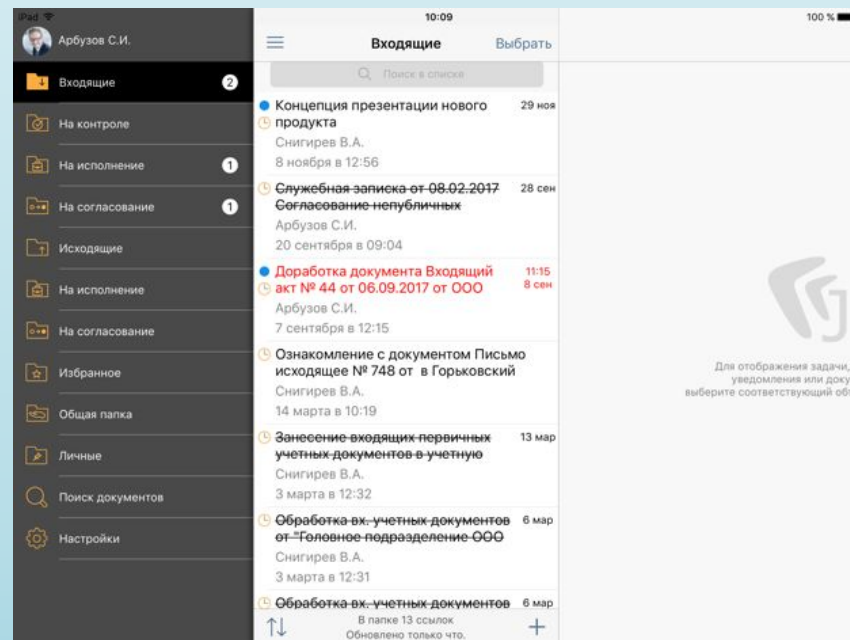 iPad
10:09
100 %
Арбузов С.И.
Входящие 2
На контроле
На исполнение 1
На согласование 1
Исходящие
На исполнение
На согласование
Избранное
Общая папка
Личные
Поиск документов
Настройки
Входящие Выбрать
Поиск в списке
Концепция презентации нового 29 ноя
продукта
Снигирев В.А.
8 ноября в 12:56
Служебная записка от 08.02.2017 28 сен
Согласование непубличных
Арбузов С.И.
20 сентября в 09:04
Доработка документа Входящий 11:15
акт № 44 от 06.09.2017 от ООО 8 сен
Арбузов С.И.
7 сентября в 12:15
Ознакомление с документом Письмо
исходящее № 748 от в Горьковский
Снигирев В.А.
14 марта в 10:19
Занесение входящих первичных 13 мар
учетных документов в учетную
Снигирев В.А.
3 марта в 12:32
Обработка вх. учетных документов 6 мар
от "Головное подразделение ООО
Снигирев В.А.
3 марта в 12:31
Обработка вх. учетных документов 6 мар
В папке 13 ссылок
Обновлено только что.
Для отображения задачи,
уведомления или доку
выберите соответствующий об